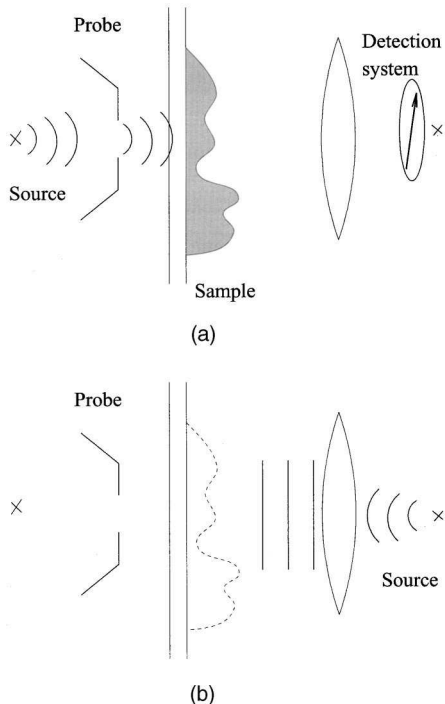 Probe
Detection
system
Source
Sample
(a)
Probe
Source
(b)